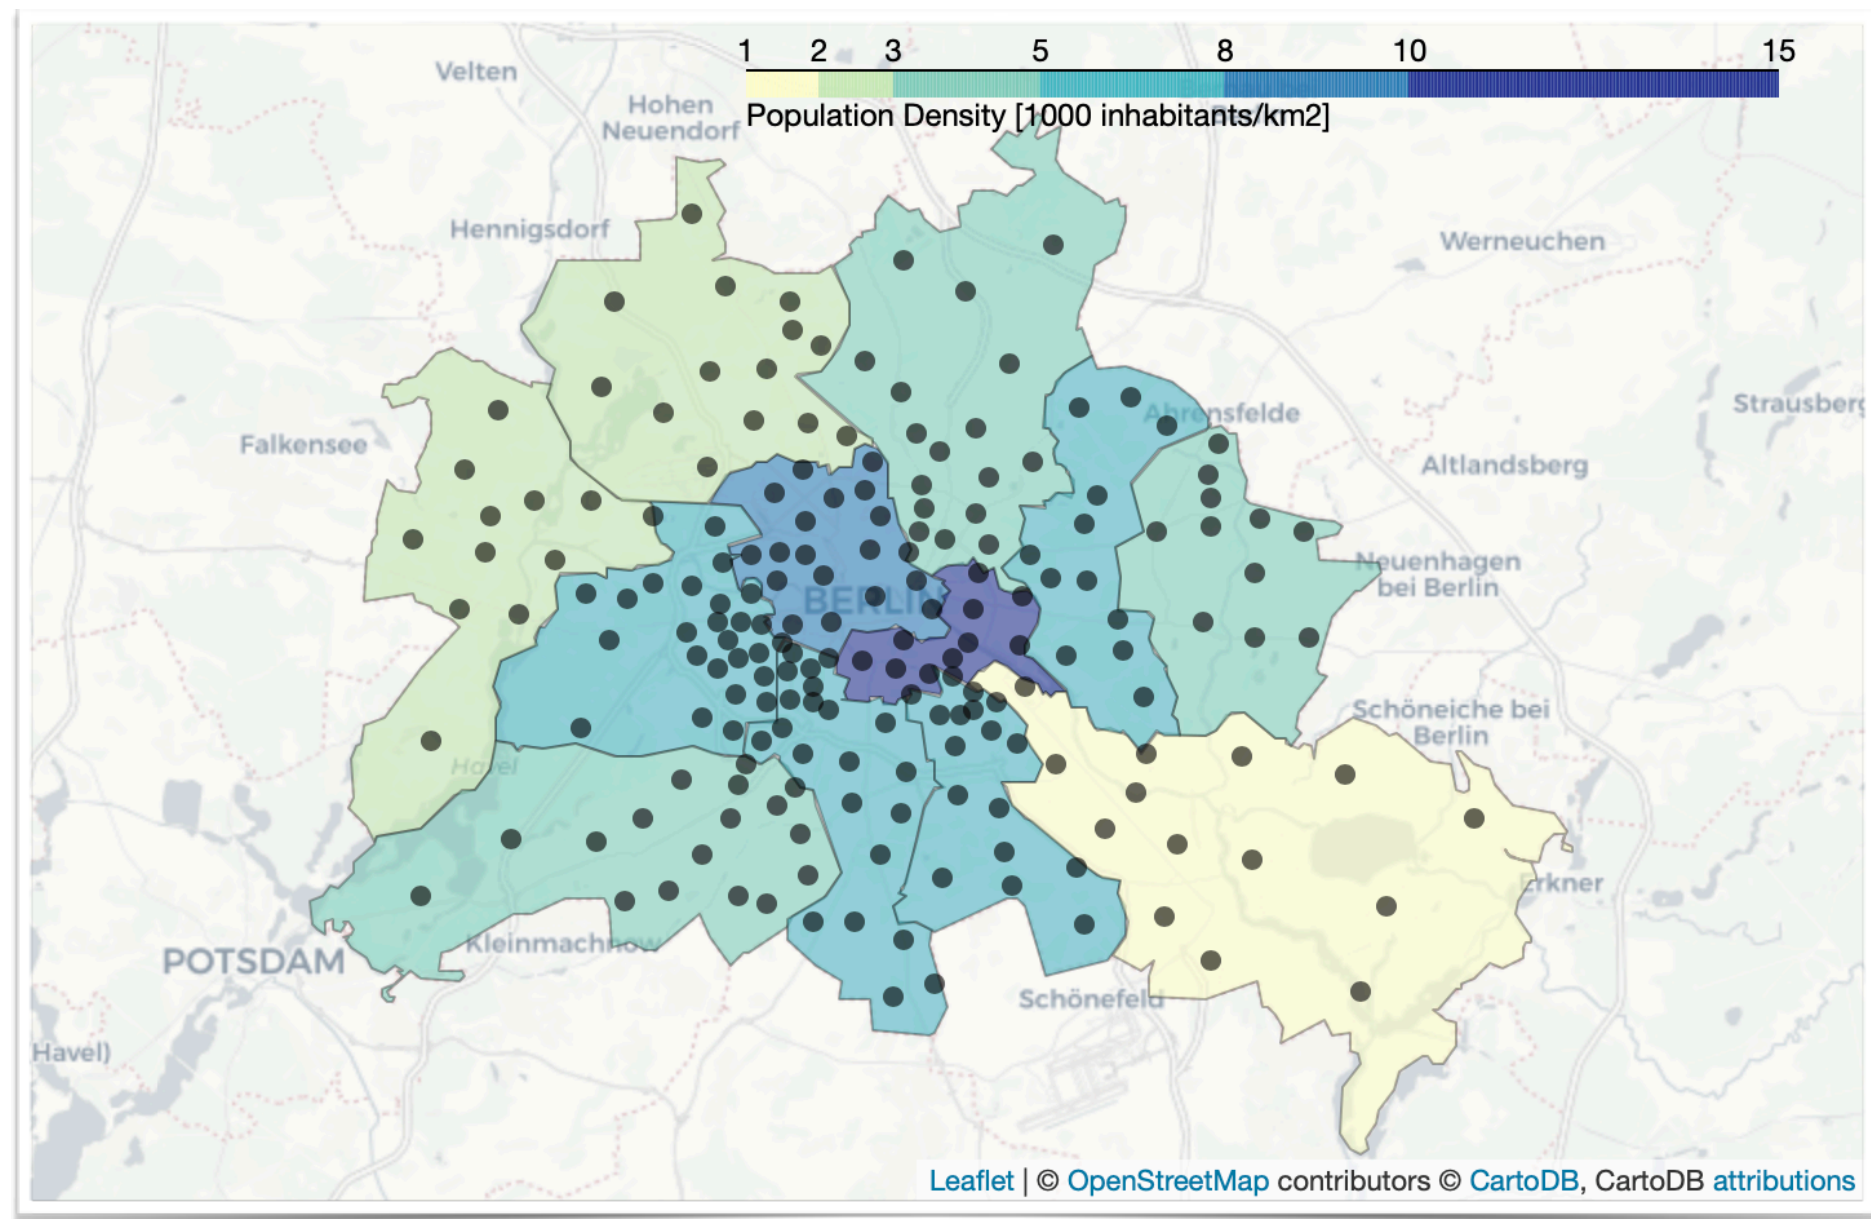 1 2 3 5 8 10 15
Population Density [1000 inhabitants/km2]
Velten
Hohen
Neuendorf
Hennigsdorf
Werneuchen
Ahrensfelde
Strausberg
Falkensee
Altlandsberg
Neuenhagen
bei Berlin
BERLIN
Schöneiche bei
Berlin
Havel
Erkner
Kleinmachnow
POTSDAM
Schönefeld
Havel)
Leaflet | © OpenStreetMap contributors © CartoDB, CartoDB attributions